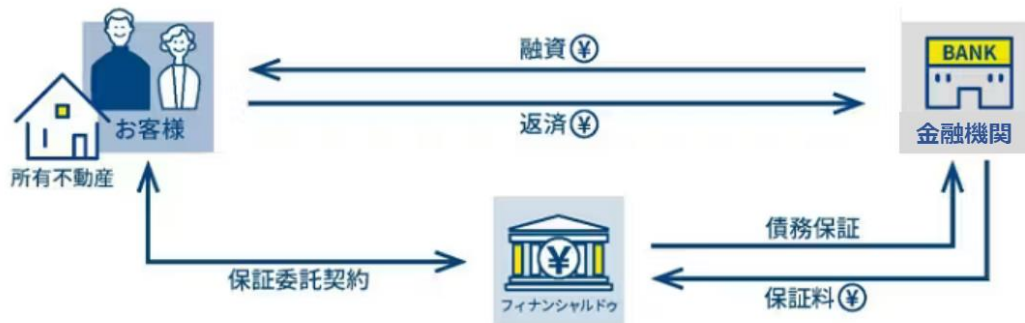 融資¥
BANK
返済¥
お客様
金融機関
所有不動産
債務保証
¥
保証委託契約
フィナンシャルドゥ
保証料¥